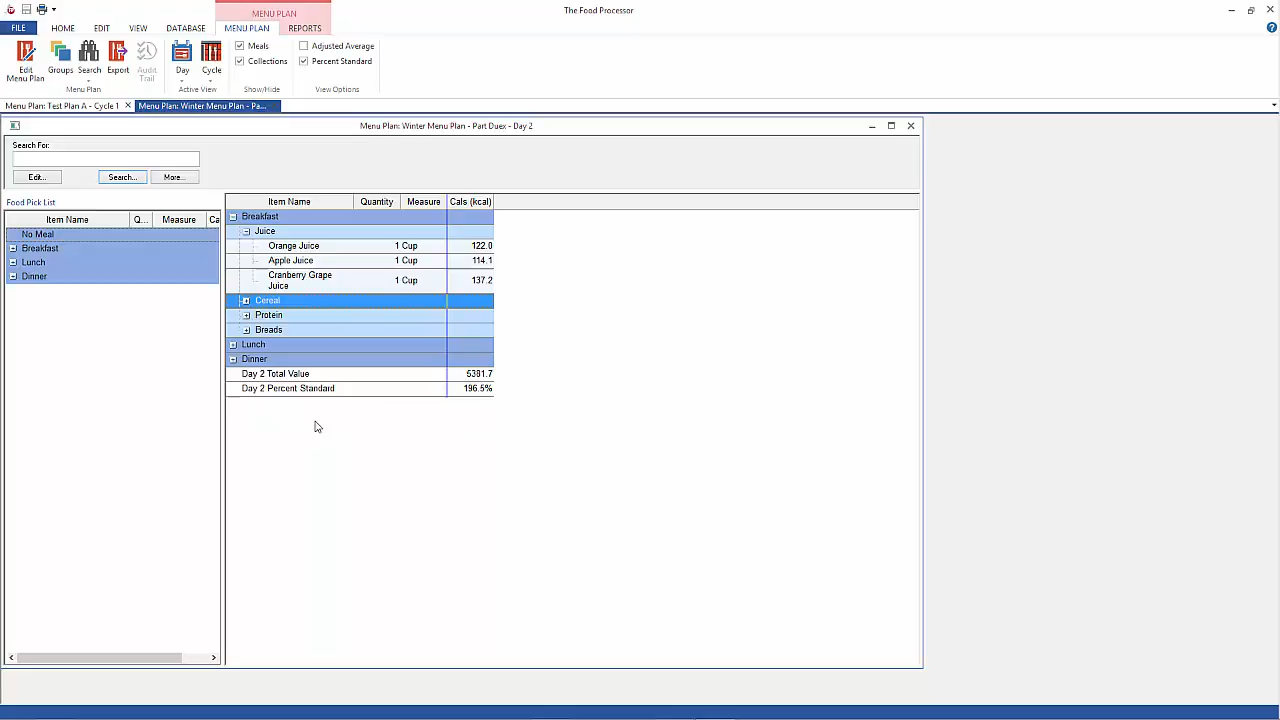 MENU PLAN
The Food Processor
FILE HOME EDIT VIEW DATABASE MENU PLAN REPORTS
Edit Menu Plan
Groups
Search
Export
Audit Trail
Day
Cycle
Meals
Collections
Adjusted Average
Percent Standard
Menu Plan Active View Show/Hide View Options
Menu Plan: Test Plan A - Cycle 1
Menu Plan: Winter Menu Plan - Pa...
Menu Plan: Winter Menu Plan - Part Duex - Day 2
Search For:
Edit... Search... More...
Food Pick List
Item Name Q... Measure Ca
No Meal
Breakfast
Lunch
Dinner
Item Name Quantity Measure Cals (kcal)
Breakfast
Juice
Orange Juice 1 Cup 122.0
Apple Juice 1 Cup 114.1
Cranberry Grape
Juice 1 Cup 137.2
Cereal
Protein
Breads
Lunch
Dinner
Day 2 Total Value 5381.7
Day 2 Percent Standard 196.5%